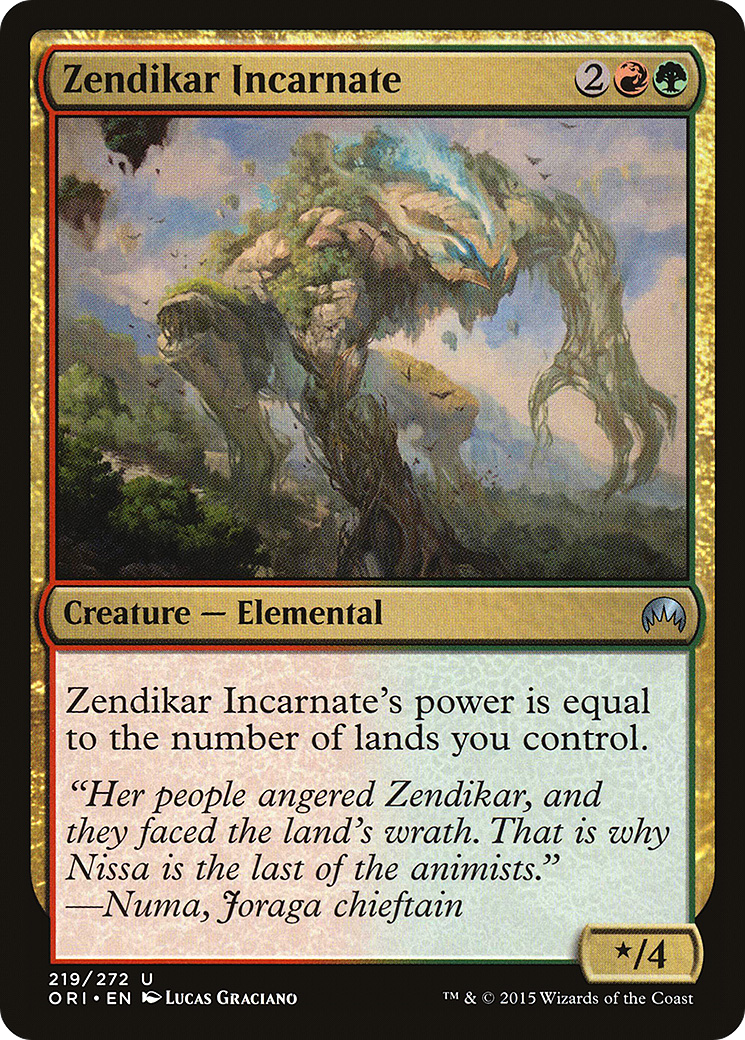 Zendikar Incarnate 2
Creature — Elemental
Zendikar Incarnate's power is equal
to the number of lands you control.
“Her people angered Zendikar, and
they faced the land's wrath. That is why
Nissa is the last of the animists.”
—Numa, Joraga chieftain
★/4
219/272 U
ORI • EN Lucas Graciano
™ & © 2015 Wizards of the Coast